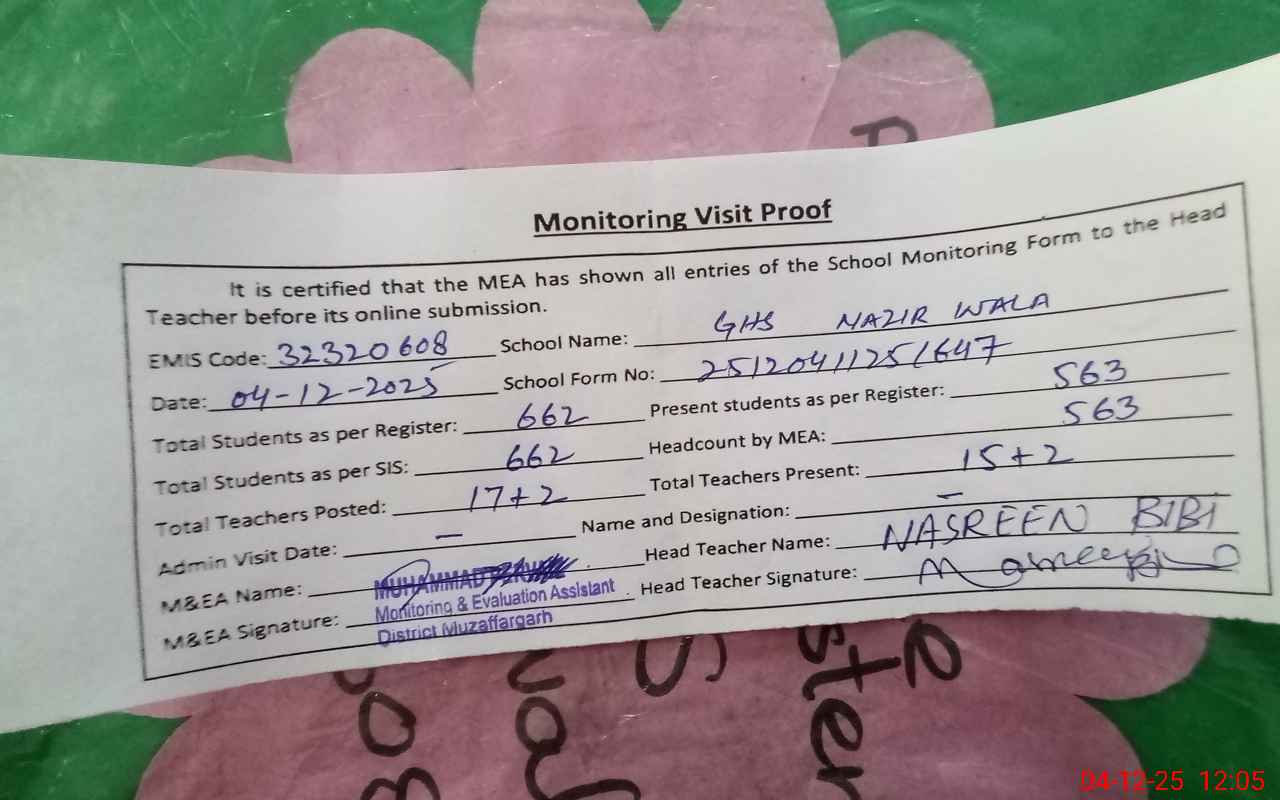 Monitoring Visit Proof
It is certified that the MEA has shown all entries of the School Monitoring Form to the Head
Teacher before its online submission.
EMIS Code: 32320608 School Name: GHS NAZIR WALA
Date: 04-12-2025 School Form No: 25120411251647
Total Students as per Register: 662 Present students as per Register: 563
Total Students as per SIS: 662 Headcount by MEA: 563
Total Teachers Posted: 17+2 Total Teachers Present: 15+2
Admin Visit Date: — Name and Designation: —
M&EA Name: MUHAMMAD Head Teacher Name: NASREEN BIBI
M&EA Signature: Monitoring & Evaluation Assistant Head Teacher Signature:
District Muzaffargarh
04-12-25 12:05